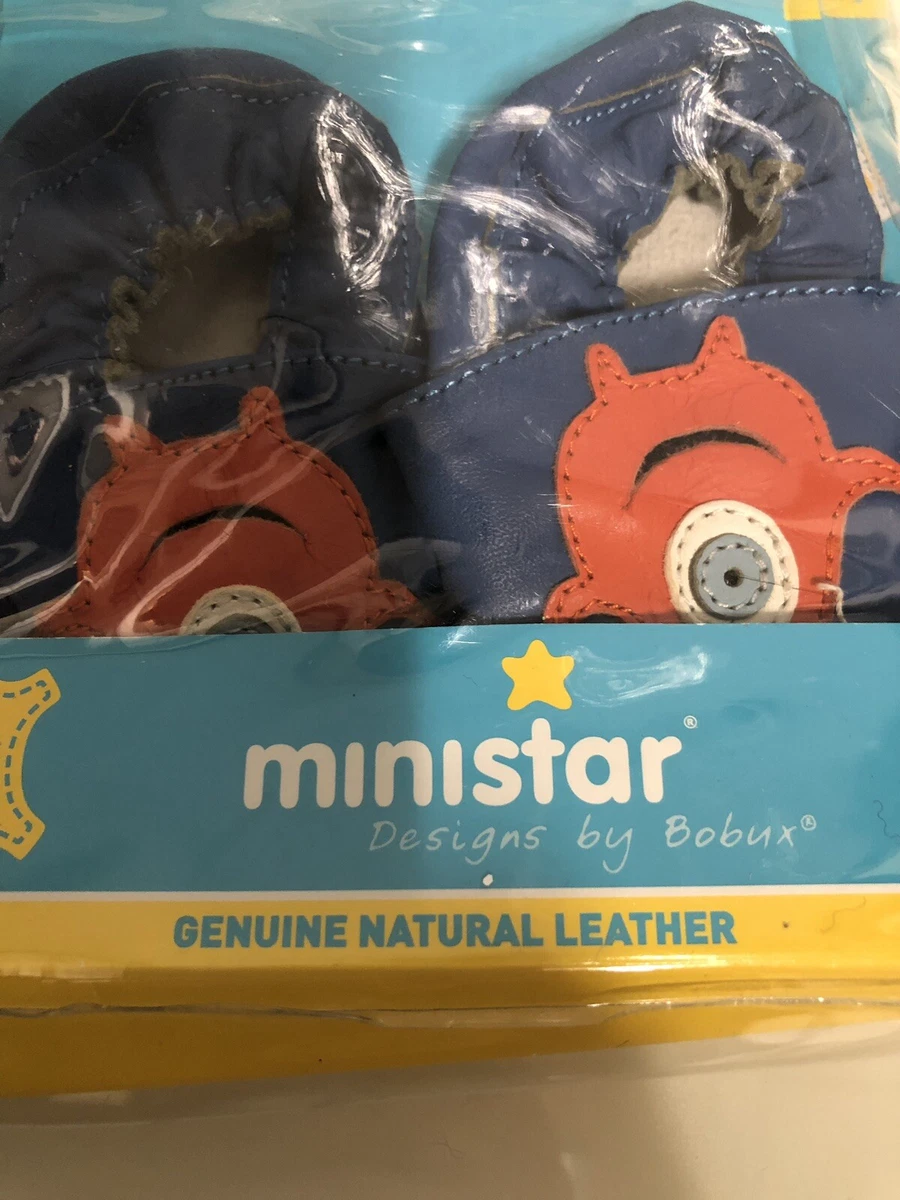 ministar®
Designs by Bobux®
GENUINE NATURAL LEATHER